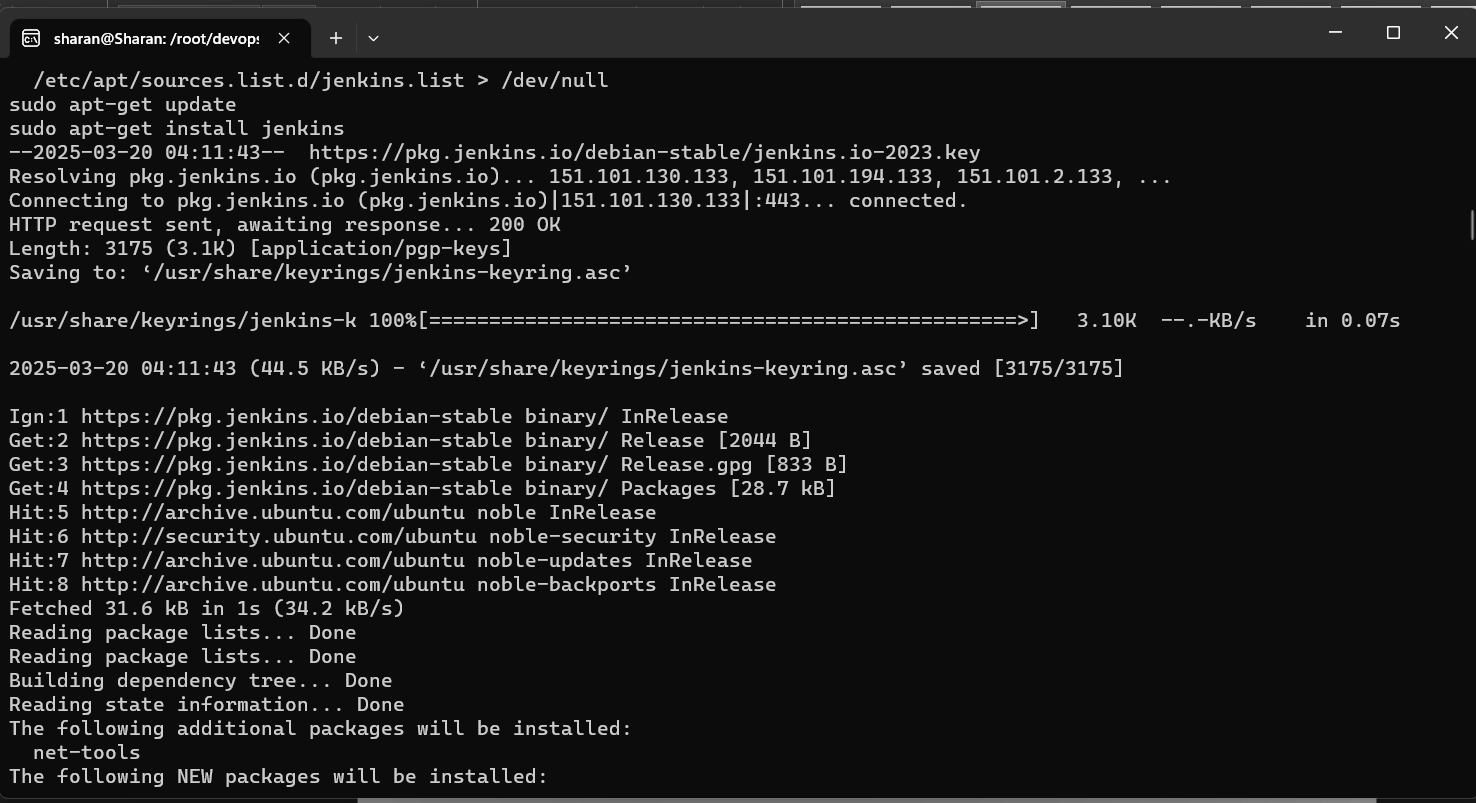 sharan@Sharan: /root/devops
/etc/apt/sources.list.d/jenkins.list > /dev/null
sudo apt-get update
sudo apt-get install jenkins
--2025-03-20 04:11:43--  https://pkg.jenkins.io/debian-stable/jenkins.io-2023.key
Resolving pkg.jenkins.io (pkg.jenkins.io)... 151.101.130.133, 151.101.194.133, 151.101.2.133, ...
Connecting to pkg.jenkins.io (pkg.jenkins.io)|151.101.130.133|:443... connected.
HTTP request sent, awaiting response... 200 OK
Length: 3175 (3.1K) [application/pgp-keys]
Saving to: ‘/usr/share/keyrings/jenkins-keyring.asc’
/usr/share/keyrings/jenkins-k 100%[=================================================>]   3.10K  --.-KB/s    in 0.07s
2025-03-20 04:11:43 (44.5 KB/s) - ‘/usr/share/keyrings/jenkins-keyring.asc’ saved [3175/3175]
Ign:1 https://pkg.jenkins.io/debian-stable binary/ InRelease
Get:2 https://pkg.jenkins.io/debian-stable binary/ Release [2044 B]
Get:3 https://pkg.jenkins.io/debian-stable binary/ Release.gpg [833 B]
Get:4 https://pkg.jenkins.io/debian-stable binary/ Packages [28.7 kB]
Hit:5 http://archive.ubuntu.com/ubuntu noble InRelease
Hit:6 http://security.ubuntu.com/ubuntu noble-security InRelease
Hit:7 http://archive.ubuntu.com/ubuntu noble-updates InRelease
Hit:8 http://archive.ubuntu.com/ubuntu noble-backports InRelease
Fetched 31.6 kB in 1s (34.2 kB/s)
Reading package lists... Done
Reading package lists... Done
Building dependency tree... Done
Reading state information... Done
The following additional packages will be installed:
net-tools
The following NEW packages will be installed: